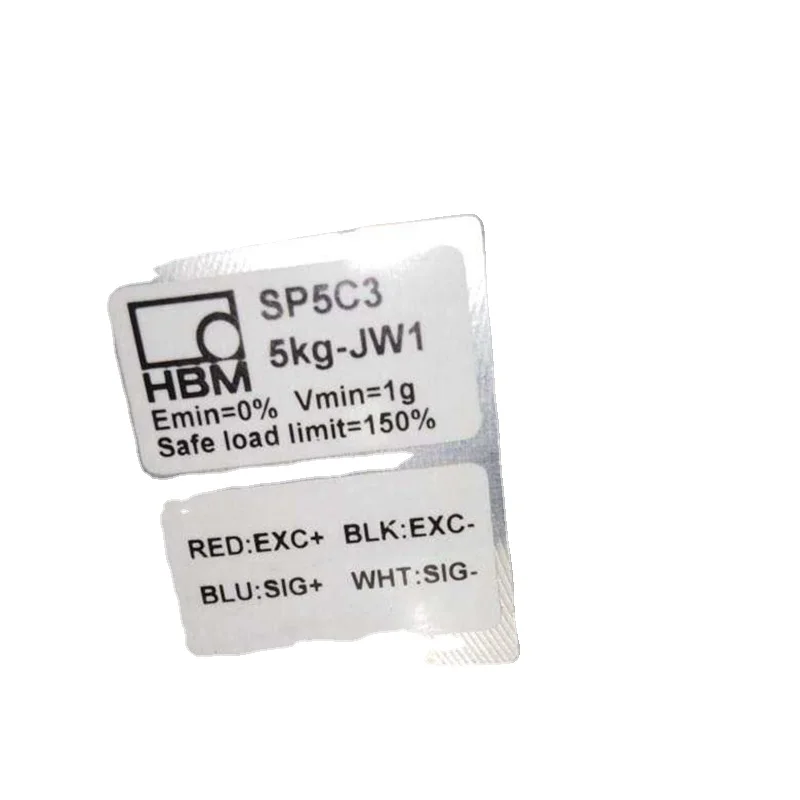 SP5C3
5kg-JW1
HBM
Emin=0% Vmin=1g
Safe load limit=150%
RED:EXC+ BLK:EXC-
BLU:SIG+ WHT:SIG-